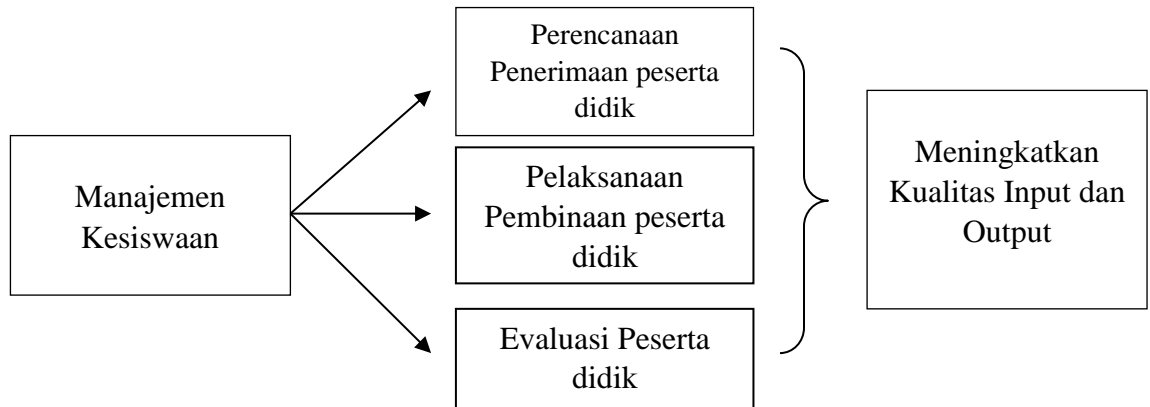 Manajemen
Kesiswaan
Perencanaan
Penerimaan peserta
didik
Pelaksanaan
Pembinaan peserta
didik
Evaluasi Peserta
didik
Meningkatkan
Kualitas Input dan
Output